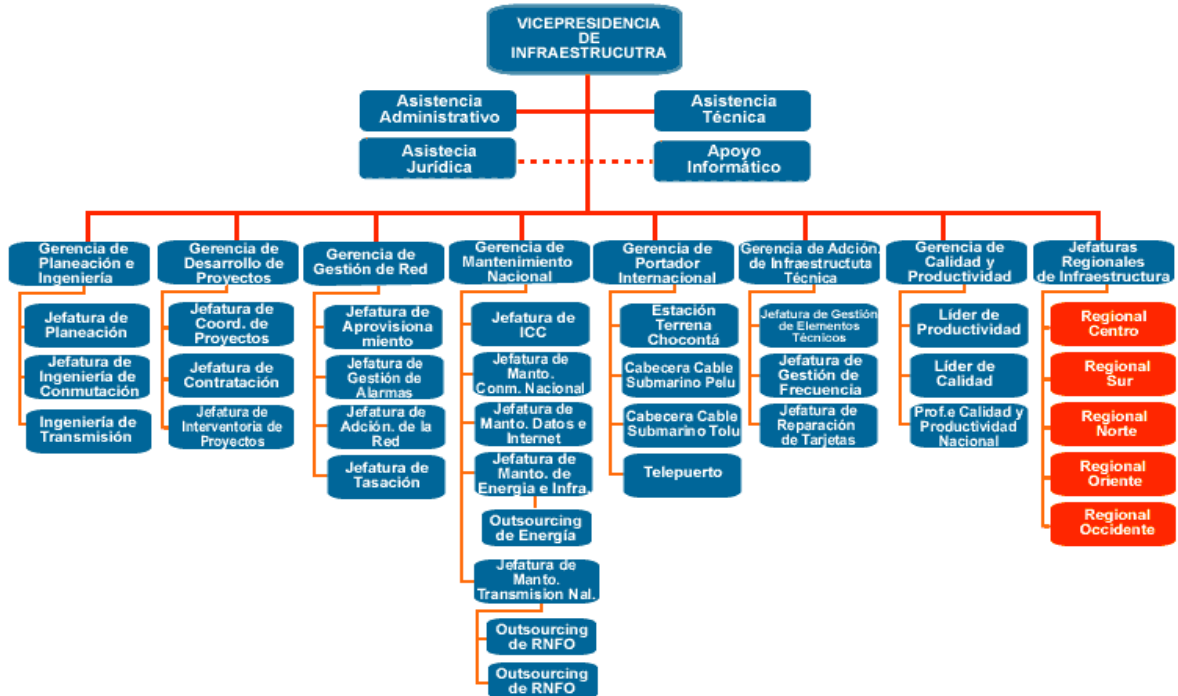 VICEPRESIDENCIA
DE
INFRAESTRUCUTRA
Asistencia
Administrativo
Asistencia
Técnica
Asistecia
Jurídica
Apoyo
Informático
Gerencia de
Planeación e
Ingeniería
Gerencia de
Desarrollo de
Proyectos
Gerencia de
Gestión de Red
Gerencia de
Mantenimiento
Nacional
Gerencia de
Portador
Internacional
Gerencia de Adción.
de Infraestructuta
Técnica
Gerencia de
Calidad y
Productividad
Jefaturas
Regionales
de Infraestructura
Jefatura de
Planeación
Jefatura de
Ingeniería de
Conmutación
Ingeniería de
Transmisión
Jefatura de
Coord. de
Proyectos
Jefatura de
Contratación
Jefatura de
Interventoria de
Proyectos
Jefatura de
Aprovisiona
miento
Jefatura de
Gestión de
Alarmas
Jefatura de
Adción. de la
Red
Jefatura de
Tasación
Jefatura de
ICC
Jefatura de
Manto.
Conm. Nacional
Jefatura de
Manto. Datos e
Internet
Jefatura de
Manto. de
Energia e Infra.
Outsourcing
de Energía
Jefatura de
Manto.
Transmision Nal.
Outsourcing
de RNFO
Outsourcing
de RNFO
Estación
Terrena
Chocontá
Cabecera Cable
Submarino Pelu
Cabecera Cable
Submarino Tolu
Telepuerto
Jefatura de Gestión
de Elementos
Técnicos
Jefatura de
Gestión de
Frecuencia
Jefatura de
Reparación
de Tarjetas
Líder de
Productividad
Líder de
Calidad
Prof.e Calidad y
Productividad
Nacional
Regional
Centro
Regional
Sur
Regional
Norte
Regional
Oriente
Regional
Occidente